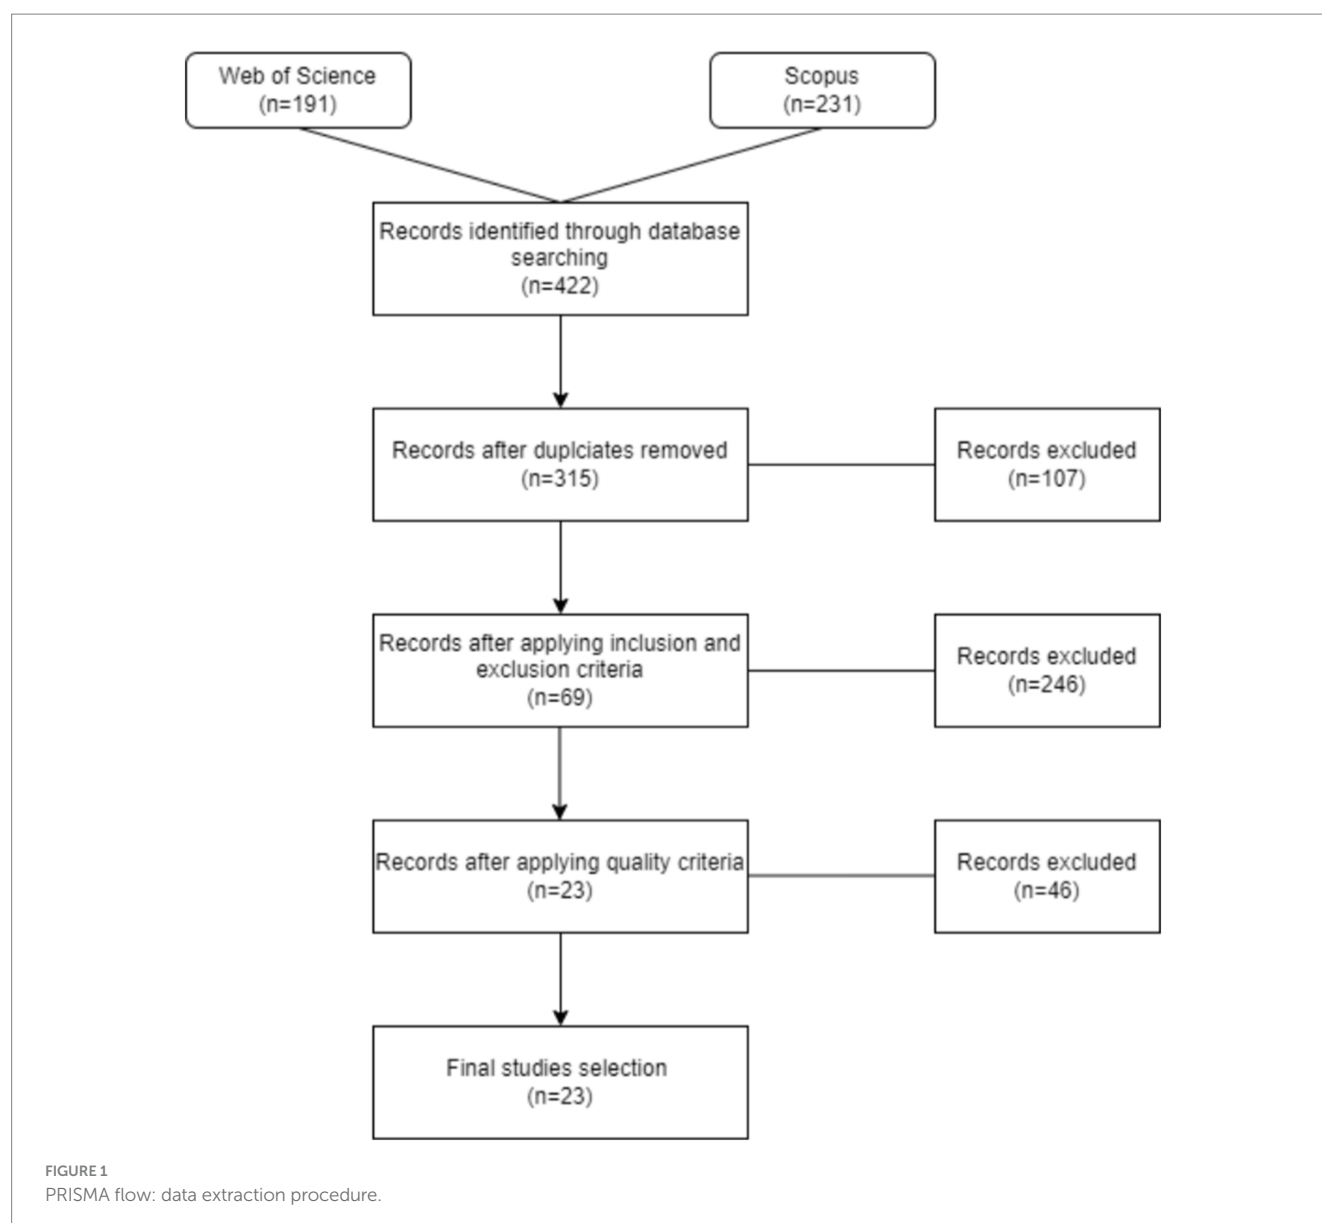 Web of Science
(n=191)
Scopus
(n=231)
Records identified through database
searching
(n=422)
Records after duplciates removed
(n=315)
Records excluded
(n=107)
Records after applying inclusion and
exclusion criteria
(n=69)
Records excluded
(n=246)
Records after applying quality criteria
(n=23)
Records excluded
(n=46)
Final studies selection
(n=23)
FIGURE 1
PRISMA flow: data extraction procedure.